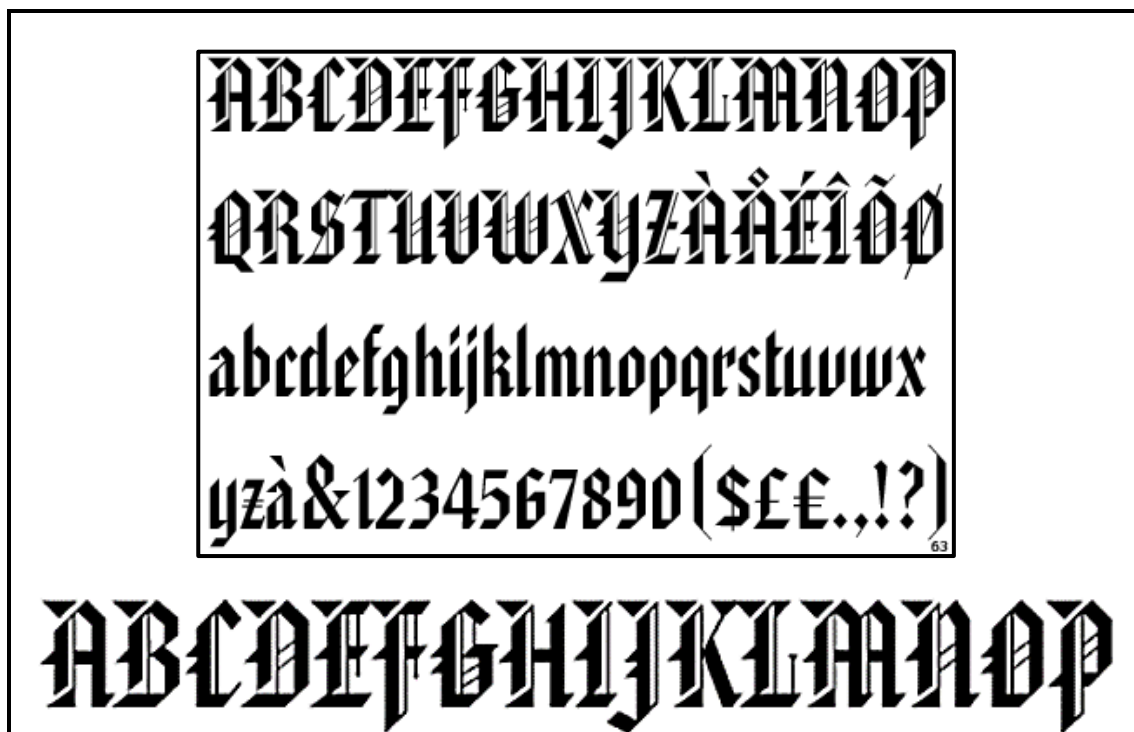 ABCDEFGHIJKLMNOP
QRSTUVWXYZÀÅÉÎÕØ
abcdefghijklmnopqrstuvwx
yzà&1234567890($£€.,!?)
63
ABCDEFGHIJKLMNOP